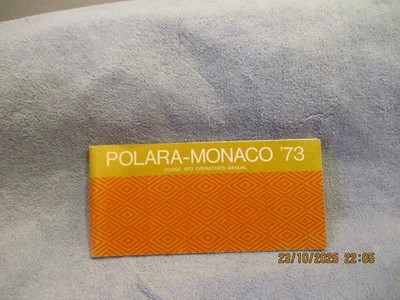 POLARA-MONACO '73
DODGE 1973 OPERATOR'S MANUAL
23/10/2025 22:05